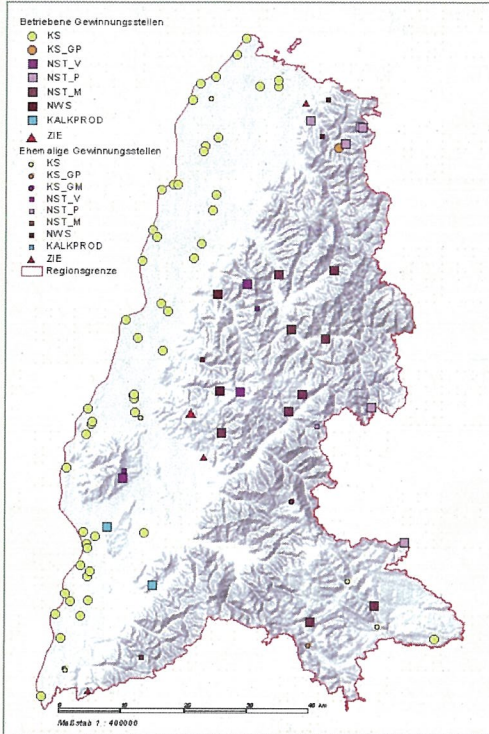 Betriebene Gewinnungsstellen
KS
KS_GP
NST_V
NST_P
NST_M
NWS
KALKPROD
ZIE
Ehemalige Gewinnungsstellen
KS
KS_GP
KS_GM
NST_V
NST_P
NST_M
NWS
KALKPROD
ZIE
Regionsgrenze
0 10 20 30 40 Km
Maßstab 1 : 400000